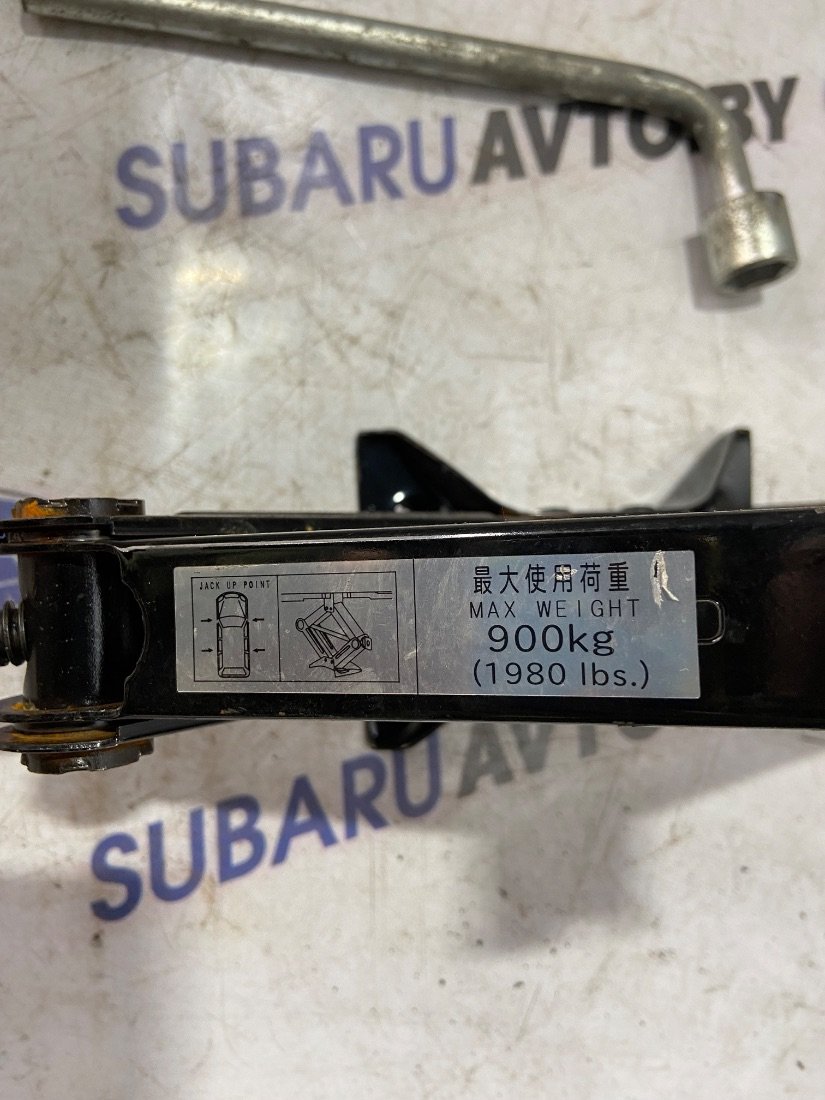 SUBARU AVTO.BY
JACK UP POINT
最大使用荷重
MAX WEIGHT
900kg
(1980 lbs.)
SUBARU AVTO.BY